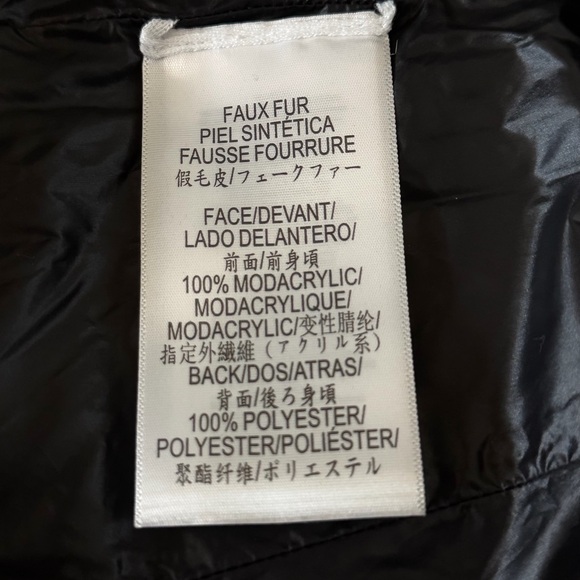 FAUX FUR
PIEL SINTÉTICA
FAUSSE FOURRURE
假毛皮/フェークファー
FACE/DEVANT/
LADO DELANTERO/
前面/前身頃
100% MODACRYLIC/
MODACRYLIQUE/
MODACRYLIC/变性腈纶/
指定外繊維(アクリル系)
BACK/DOS/ATRAS/
背面/後ろ身頃
100% POLYESTER/
POLYESTER/POLIÉSTER/
聚酯纤维/ポリエステル